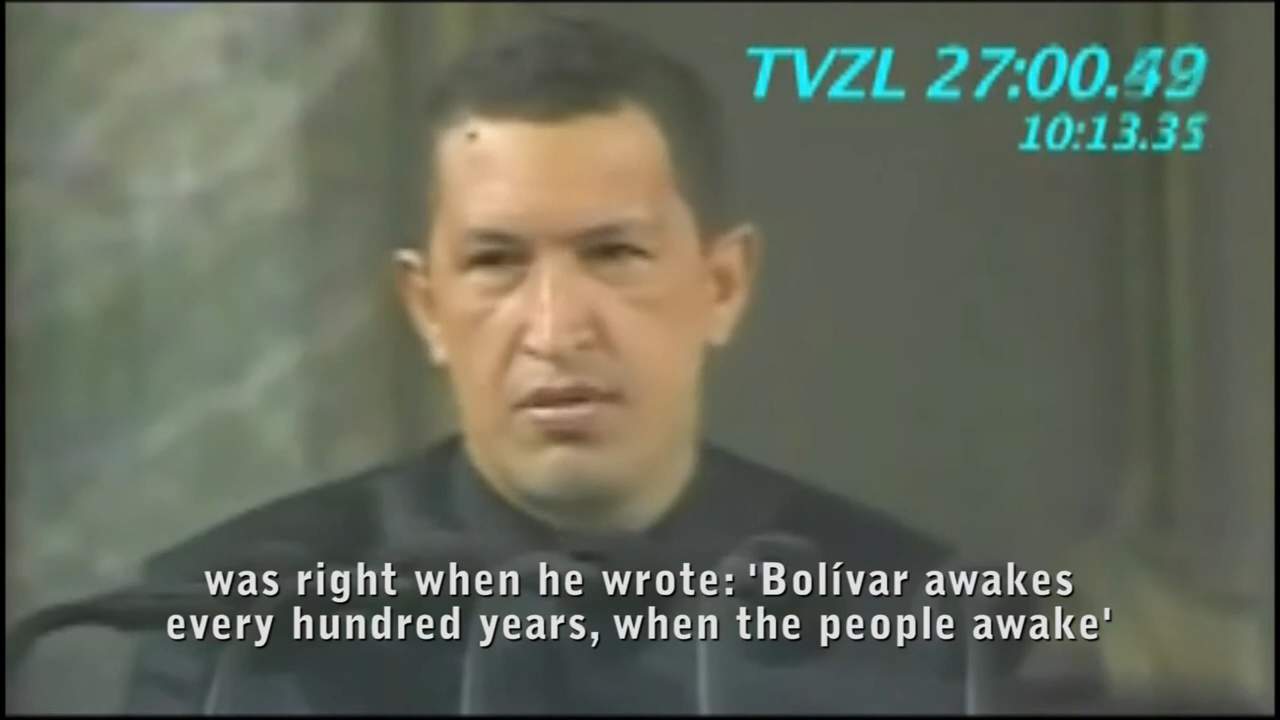 TVZL 27:00.49
10:13.35
was right when he wrote: 'Bolívar awakes
every hundred years, when the people awake'